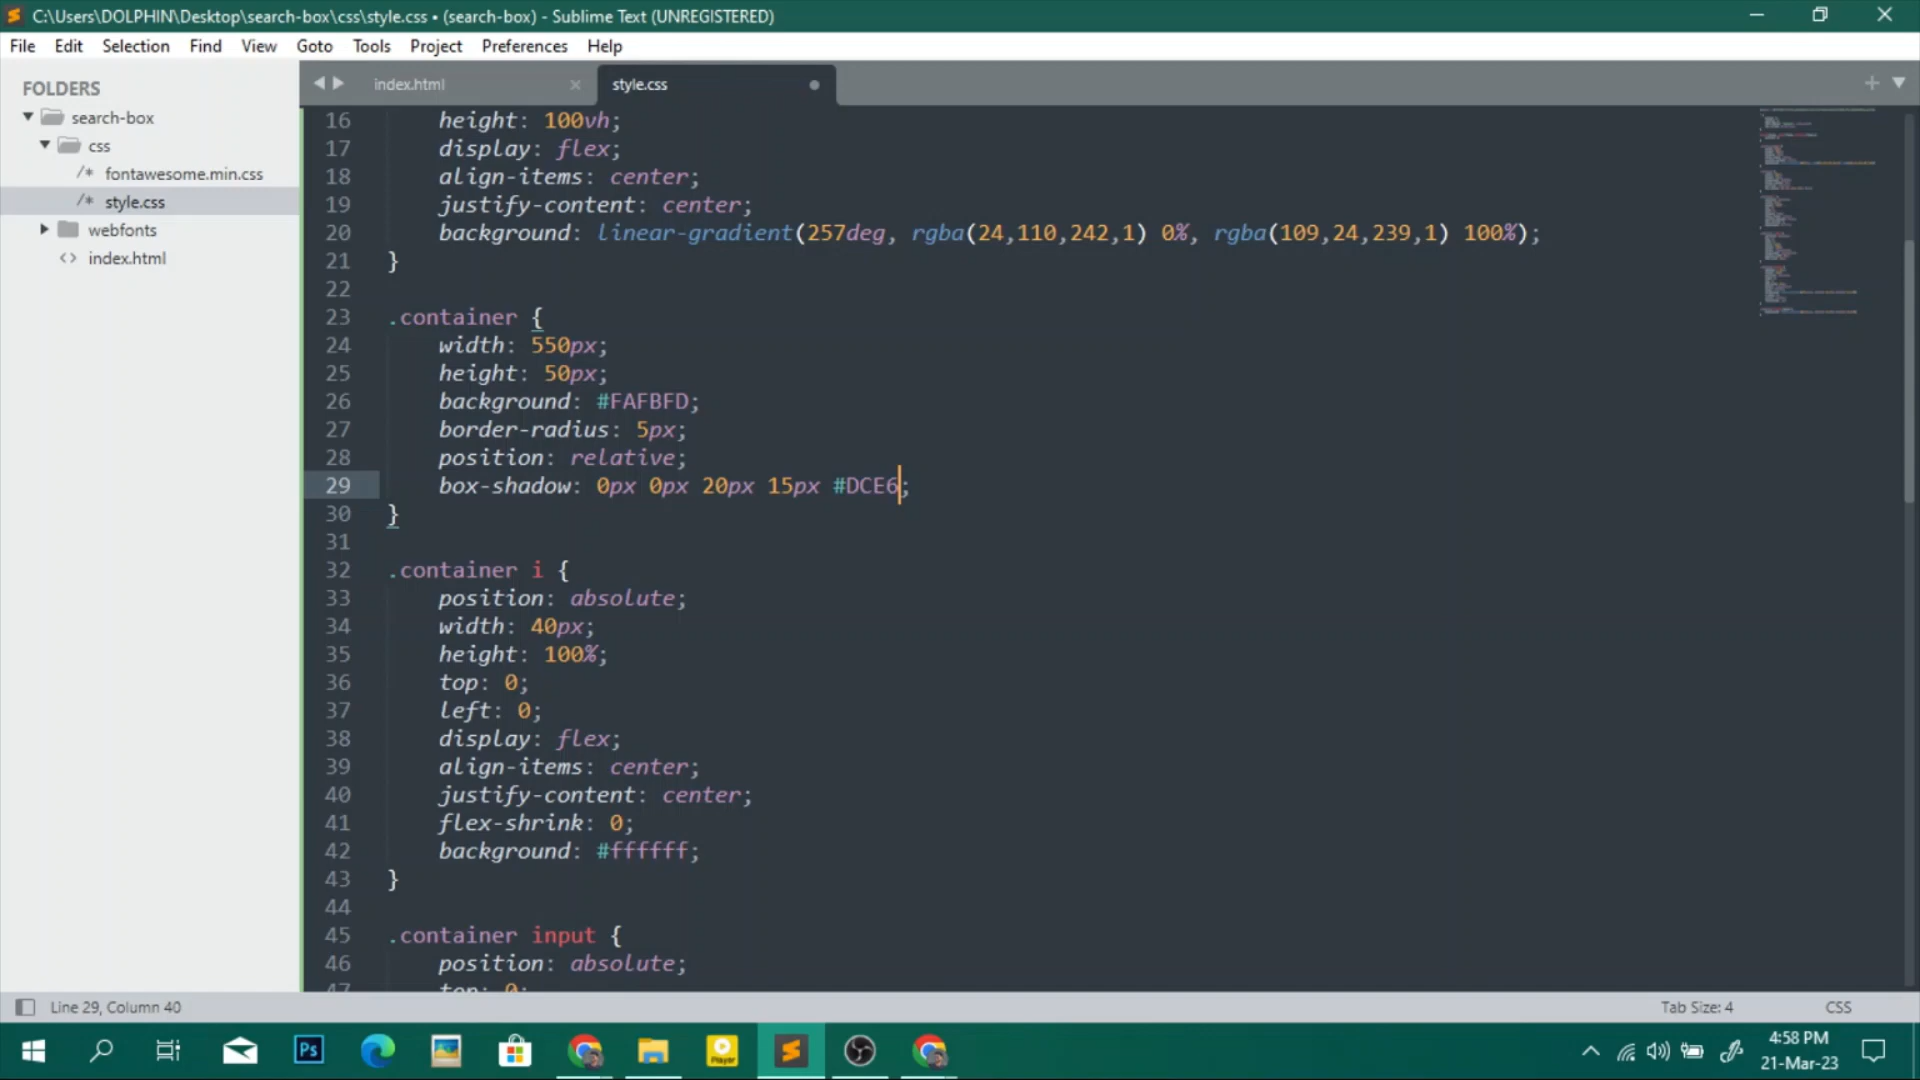 C:\Users\DOLPHIN\Desktop\search-box\css\style.css • (search-box) - Sublime Text (UNREGISTERED)
File Edit Selection Find View Goto Tools Project Preferences Help
FOLDERS
search-box
css
/* fontawesome.min.css
/* style.css
webfonts
<> index.html
index.html
style.css
16 height: 100vh;
17 display: flex;
18 align-items: center;
19 justify-content: center;
20 background: linear-gradient(257deg, rgba(24,110,242,1) 0%, rgba(109,24,239,1) 100%);
21 }
22
23 .container {
24 width: 550px;
25 height: 50px;
26 background: #FAFBFD;
27 border-radius: 5px;
28 position: relative;
29 box-shadow: 0px 0px 20px 15px #DCE6;
30 }
31
32 .container i {
33 position: absolute;
34 width: 40px;
35 height: 100%;
36 top: 0;
37 left: 0;
38 display: flex;
39 align-items: center;
40 justify-content: center;
41 flex-shrink: 0;
42 background: #ffffff;
43 }
44
45 .container input {
46 position: absolute;
47 top: 0;
Line 29, Column 40
Tab Size: 4
CSS
Ps
Player
4:58 PM
21-Mar-23